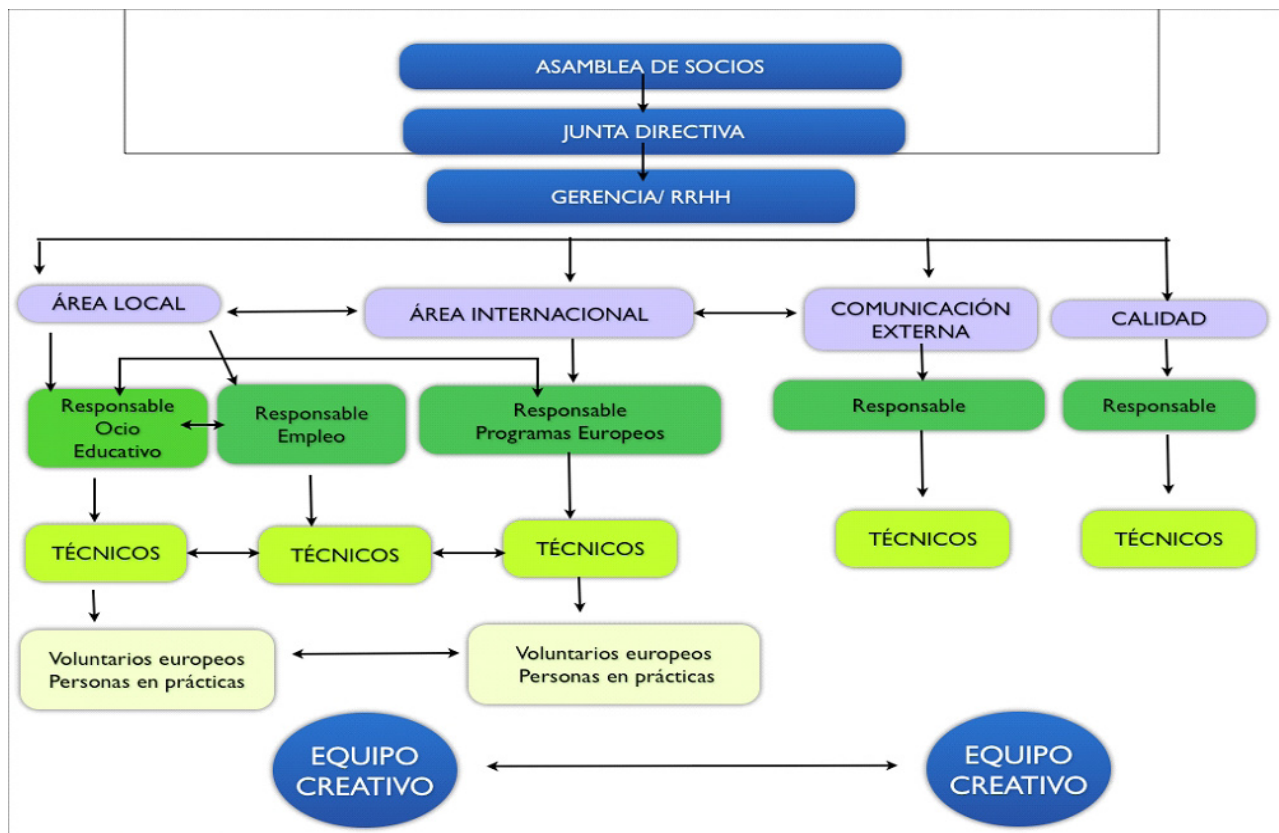 ASAMBLEA DE SOCIOS
JUNTA DIRECTIVA
GERENCIA/ RRHH
ÁREA LOCAL
ÁREA INTERNACIONAL
COMUNICACIÓN
EXTERNA
CALIDAD
Responsable
Ocio
Educativo
Responsable
Empleo
Responsable
Programas Europeos
Responsable
Responsable
TÉCNICOS
TÉCNICOS
TÉCNICOS
TÉCNICOS
TÉCNICOS
Voluntarios europeos
Personas en prácticas
Voluntarios europeos
Personas en prácticas
EQUIPO
CREATIVO
EQUIPO
CREATIVO